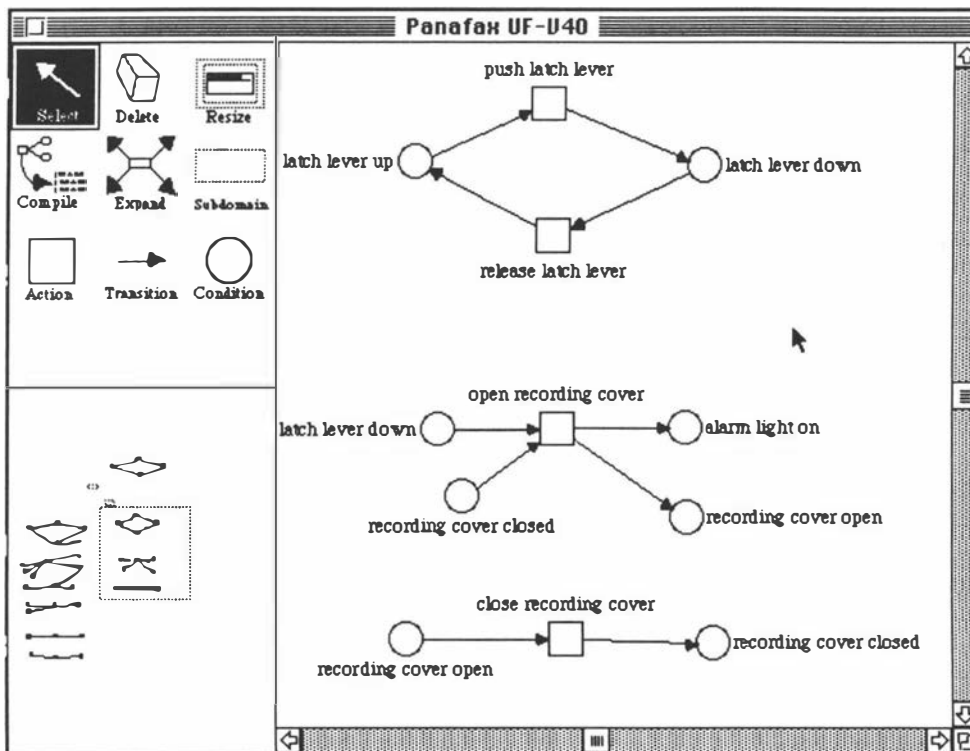 Panafax UF-V40
Select
Delete
Resize
Compile
Expand
Subdomain
Action
Transition
Condition
push latch lever
latch lever up
latch lever down
release latch lever
open recording cover
latch lever down
alarm light on
recording cover closed
recording cover open
close recording cover
recording cover open
recording cover closed